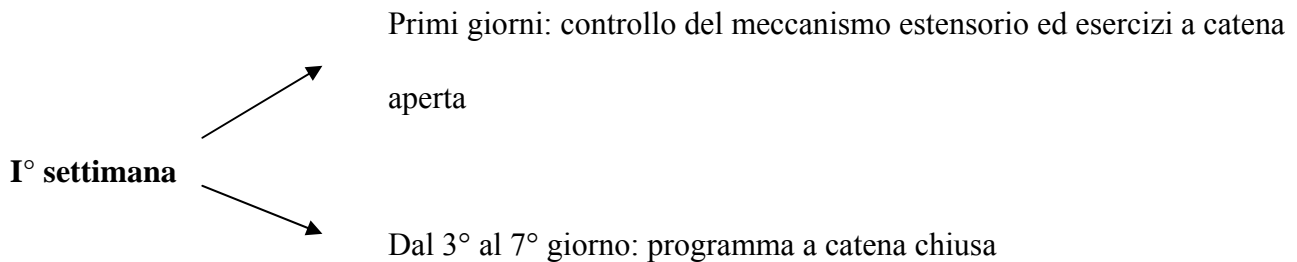 Primi giorni: controllo del meccanismo estensorio ed esercizi a catena
aperta
I° settimana
Dal 3° al 7° giorno: programma a catena chiusa